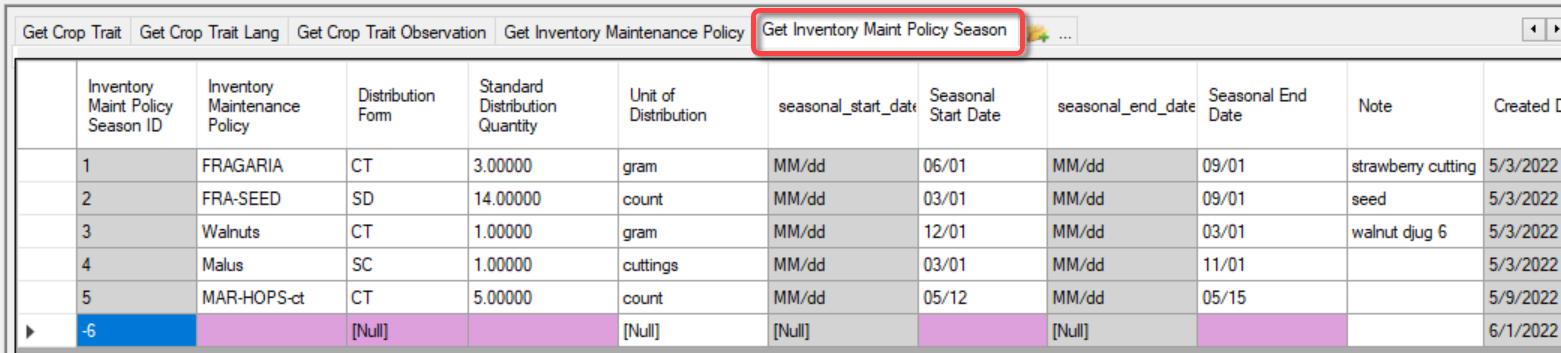 Get Crop Trait Get Crop Trait Lang Get Crop Trait Observation Get Inventory Maintenance Policy Get Inventory Maint Policy Season ...
Inventory Maint Policy Season ID Inventory Maintenance Policy Distribution Form Standard Distribution Quantity Unit of Distribution seasonal_start_date Seasonal Start Date seasonal_end_date Seasonal End Date Note Created D
1 FRAGARIA CT 3.00000 gram MM/dd 06/01 MM/dd 09/01 strawberry cutting 5/3/2022
2 FRA-SEED SD 14.00000 count MM/dd 03/01 MM/dd 09/01 seed 5/3/2022
3 Walnuts CT 1.00000 gram MM/dd 12/01 MM/dd 03/01 walnut djug 6 5/3/2022
4 Malus SC 1.00000 cuttings MM/dd 03/01 MM/dd 11/01 5/3/2022
5 MAR-HOPS-ct CT 5.00000 count MM/dd 05/12 MM/dd 05/15 5/9/2022
-6 [Null] [Null] [Null] [Null] 6/1/2022